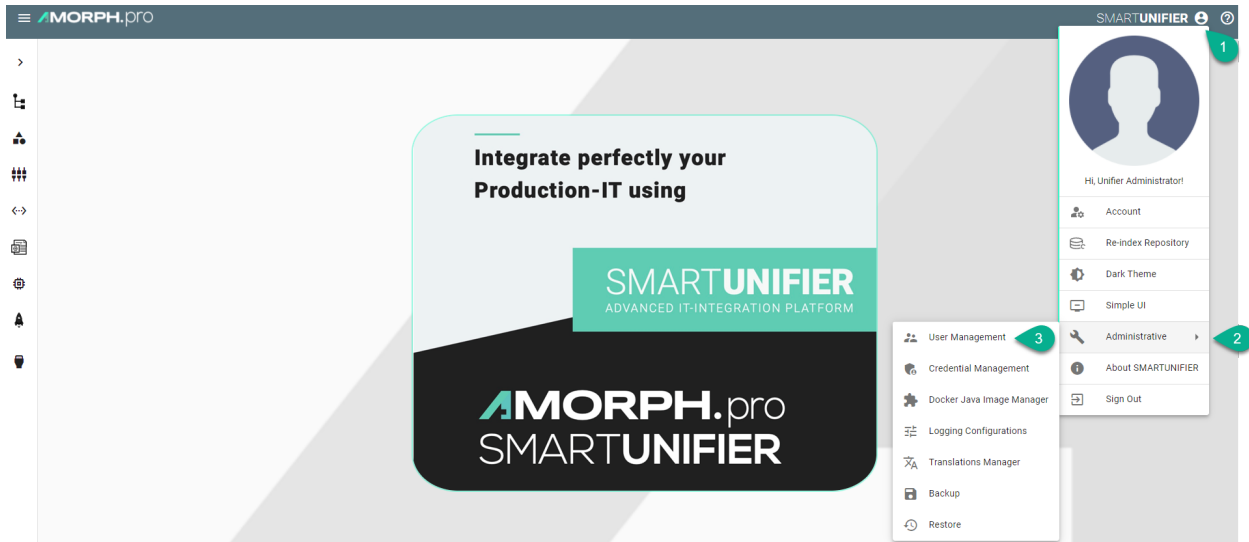 AMORPH.pro
SMARTUNIFIER
1
Integrate perfectly your
Production-IT using
SMARTUNIFIER
ADVANCED IT-INTEGRATION PLATFORM
AMORPH.pro
SMARTUNIFIER
Hi, Unifier Administrator!
Account
Re-index Repository
Dark Theme
Simple UI
Administrative
2
About SMARTUNIFIER
Sign Out
User Management
3
Credential Management
Docker Java Image Manager
Logging Configurations
Translations Manager
Backup
Restore